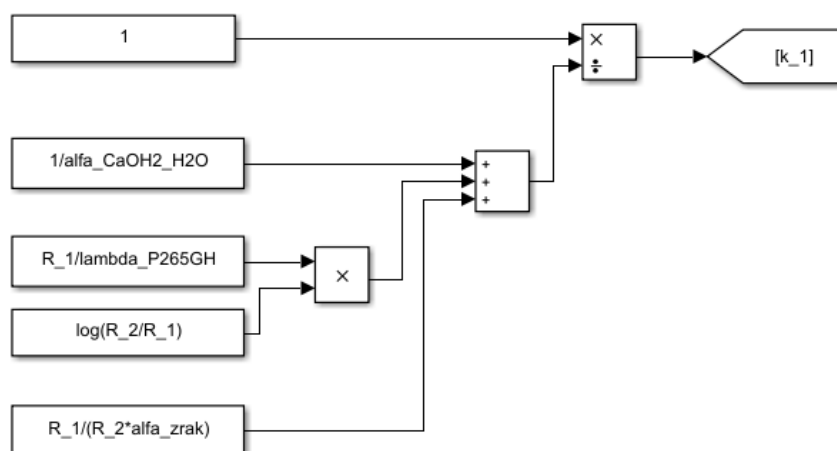 1
×
÷
[k_1]
1/alfa_CaOH2_H2O
+
+
+
R_1/lambda_P265GH
×
log(R_2/R_1)
R_1/(R_2*alfa_zrak)